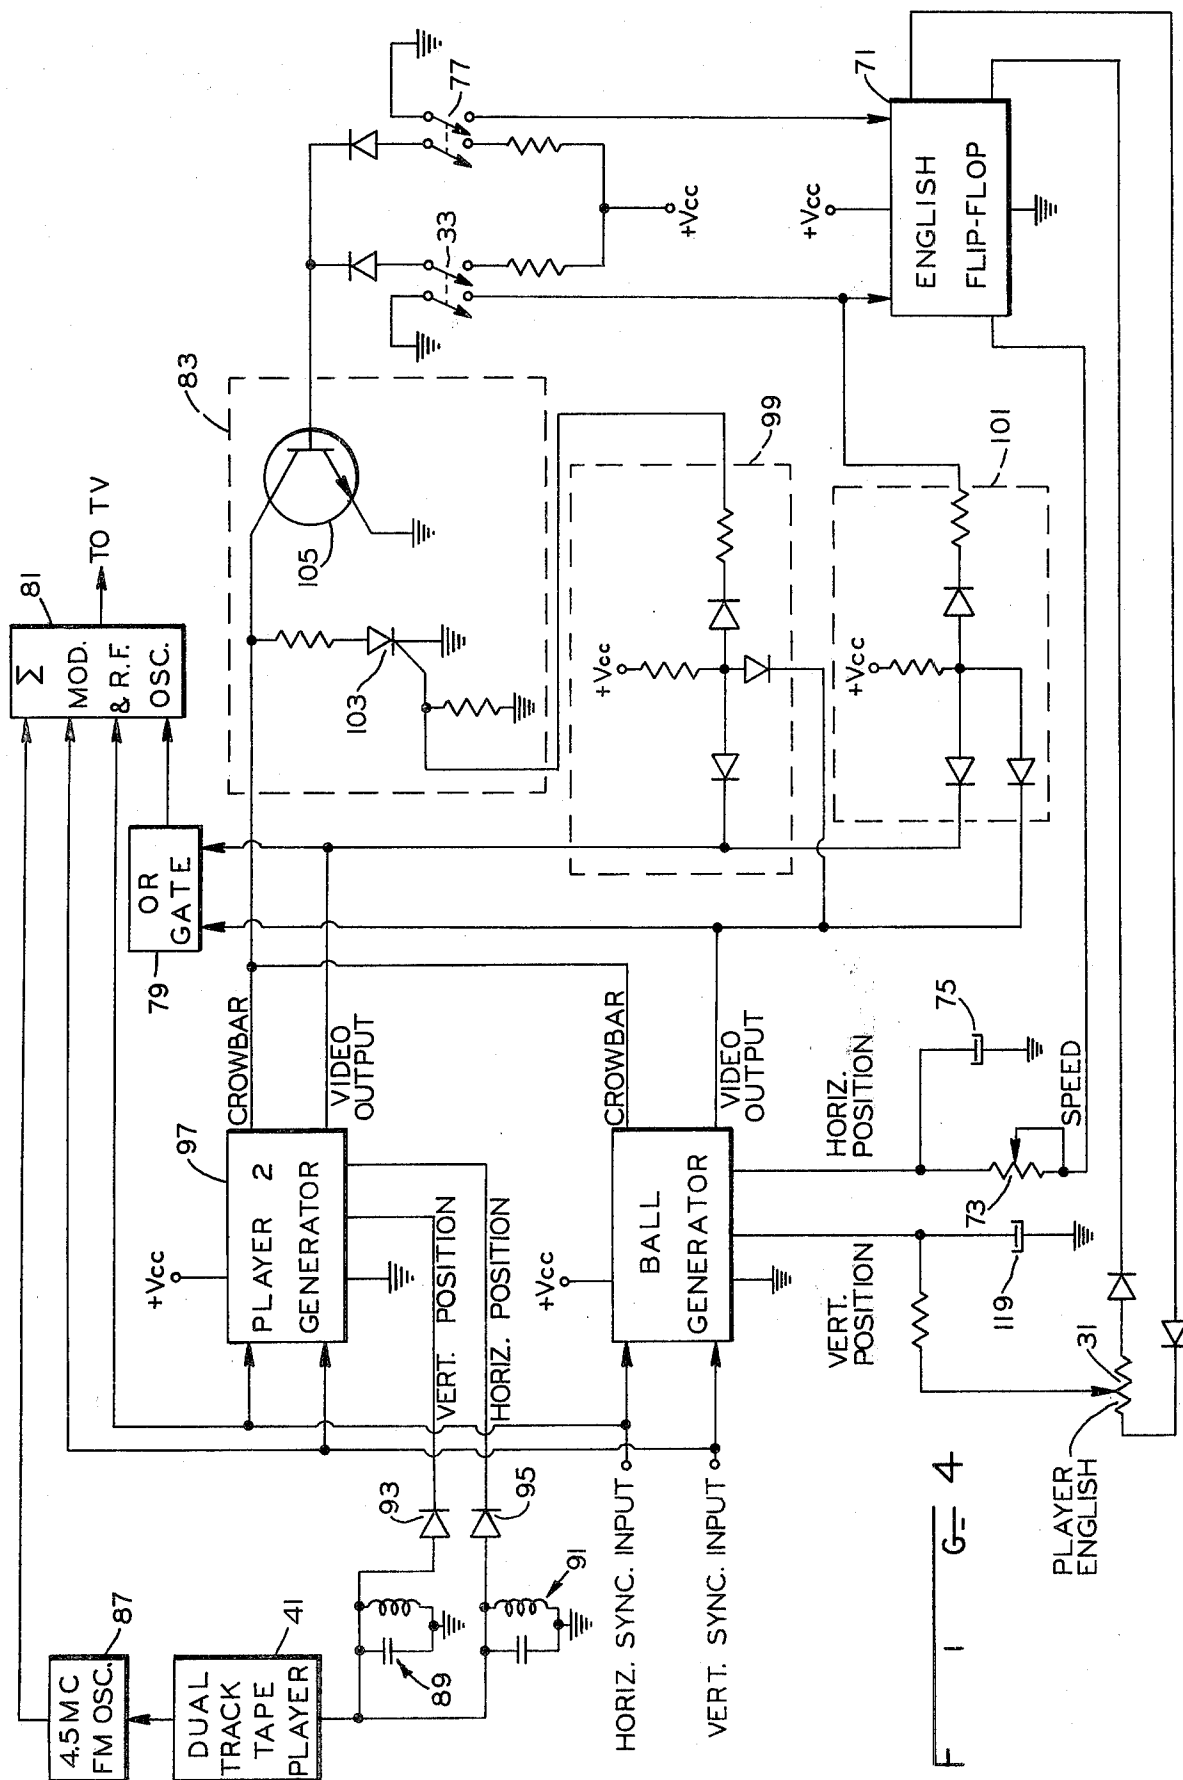 4.5MC
FM OSC.
87
DUAL
TRACK
TAPE
PLAYER
41
89
91
93
95
HORIZ. SYNC. INPUT
VERT. SYNC. INPUT
+Vcc
PLAYER 2
GENERATOR
97
CROWBAR
VIDEO
OUTPUT
VERT. POSITION
HORIZ. POSITION
+Vcc
BALL
GENERATOR
CROWBAR
VIDEO
OUTPUT
VERT.
POSITION
HORIZ.
POSITION
OR
GATE
79
Σ
MOD.
& R.F.
OSC.
81
TO TV
83
103
105
33
77
+Vcc
99
+Vcc
101
+Vcc
+Vcc
ENGLISH
FLIP-FLOP
71
75
73
SPEED
119
31
PLAYER
ENGLISH
FIG-4